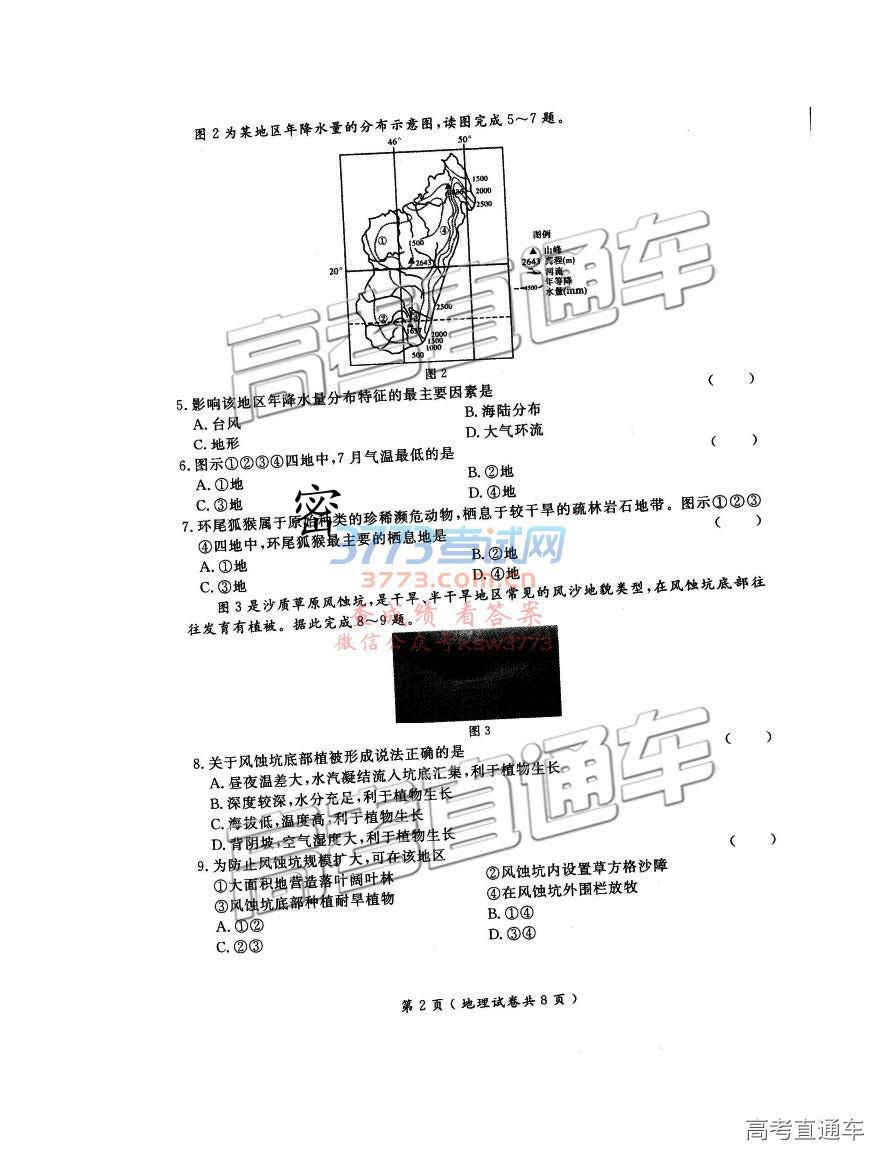 图 2 为某地区年降水量的分布示意图,读图完成 5～7 题。
46° 50°
1500
2000
2500
④
图例
① 1500
山峰
2643
2643 高程(m)
河流
20°
年等降
1500 水量(mm)
2500
② ③
1657
2000
1500
1000
500
图 2
5.影响该地区年降水量分布特征的最主要因素是 ( )
A.台风 B.海陆分布
C.地形 D.大气环流
6.图示①②③④四地中,7 月气温最低的是 ( )
A.①地 B.②地
C.③地 D.④地
密
7.环尾狐猴属于原始种类的珍稀濒危动物,栖息于较干旱的疏林岩石地带。图示①②③
④四地中,环尾狐猴最主要的栖息地是 ( )
A.①地 B.②地
C.③地 D.④地
图 3 是沙质草原风蚀坑,是干旱、半干旱地区常见的风沙地貌类型,在风蚀坑底部往
往发育有植被。据此完成 8～9 题。
图 3
8.关于风蚀坑底部植被形成说法正确的是 ( )
A.昼夜温差大,水汽凝结流入坑底汇集,利于植物生长
B.深度较深,水分充足,利于植物生长
C.海拔低,温度高,利于植物生长
D.背阴坡,空气湿度大,利于植物生长
9.为防止风蚀坑规模扩大,可在该地区 ( )
①大面积地营造落叶阔叶林 ②风蚀坑内设置草方格沙障
③风蚀坑底部种植耐旱植物 ④在风蚀坑外围栏放牧
A.①② B.①④
C.②③ D.③④
第 2 页 ( 地理试卷共 8 页 )
高考直通车
3773考试网
3773.com.cn
查成绩 看答案
微信公众号ksw3773
高考直通车
高考直通车